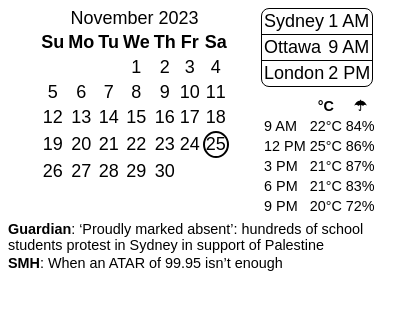 November 2023
Su Mo Tu We Th Fr Sa
1 2 3 4
5 6 7 8 9 10 11
12 13 14 15 16 17 18
19 20 21 22 23 24 25
26 27 28 29 30
Sydney 1 AM
Ottawa 9 AM
London 2 PM
°C ☂
9 AM 22°C 84%
12 PM 25°C 86%
3 PM 21°C 87%
6 PM 21°C 83%
9 PM 20°C 72%
Guardian: ‘Proudly marked absent’: hundreds of school
students protest in Sydney in support of Palestine
SMH: When an ATAR of 99.95 isn’t enough